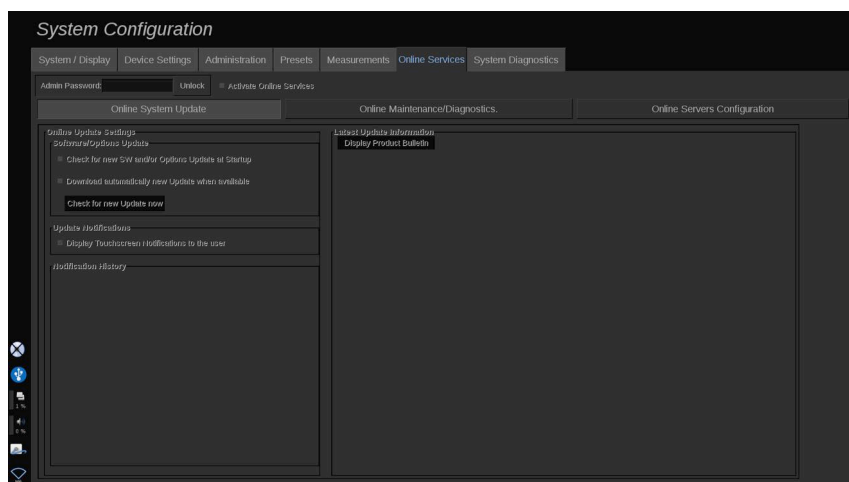 System Configuration
System / Display Device Settings Administration Presets Measurements Online Services System Diagnostics
Admin Password: Unlock Activate Online Services
Online System Update Online Maintenance/Diagnostics. Online Servers Configuration
Online Update Settings
Software/Options Update
Check for new SW and/or Options Update at Startup
Download automatically new Update when available
Check for new Update now
Update Notifications
Display Touchscreen Notifications to the user
Notification History
Latest Update Information
Display Product Bulletin
1 %
0 %